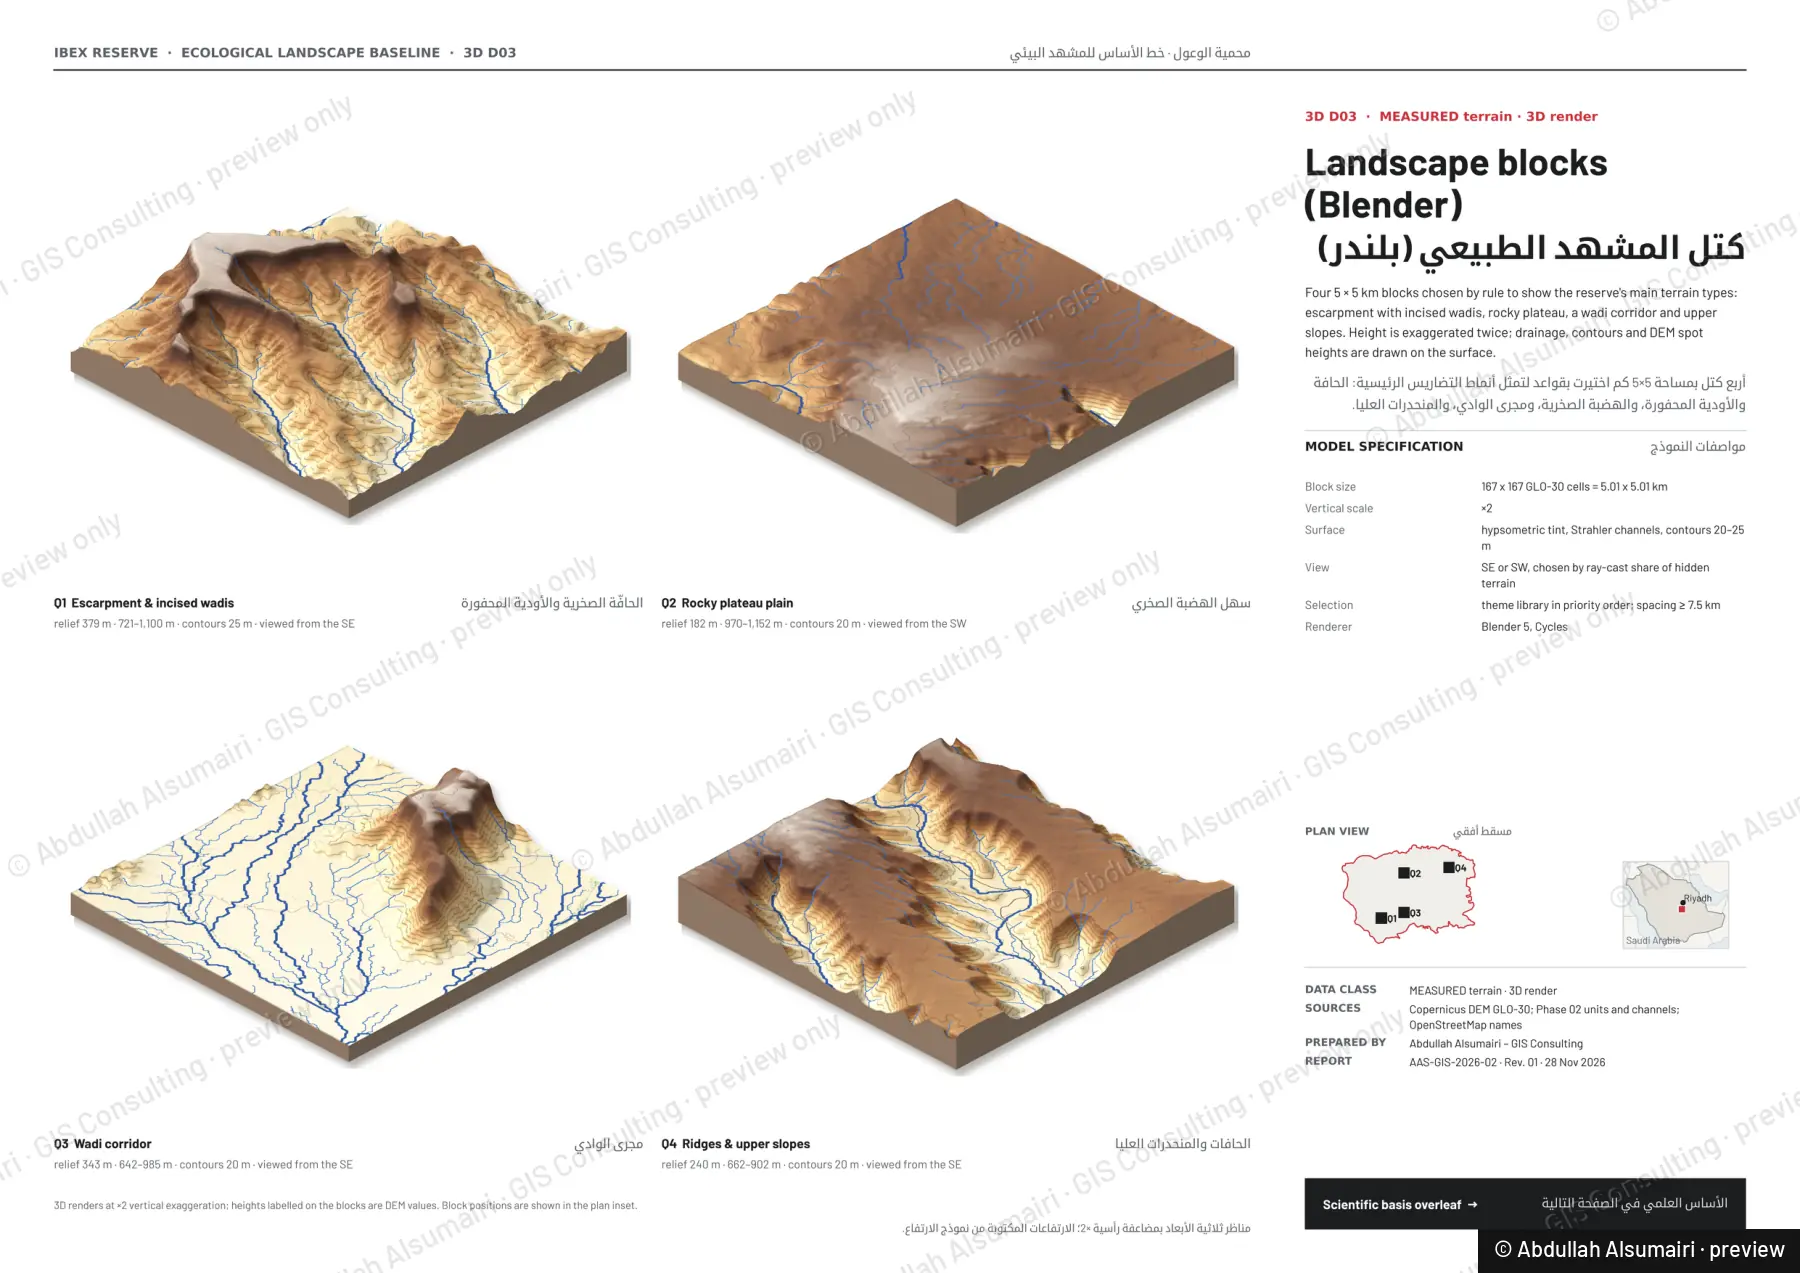 IBEX RESERVE · ECOLOGICAL LANDSCAPE BASELINE · 3D D03
محمية الوعول · خط الأساس للمشهد البيئي
3D D03 · MEASURED terrain · 3D render
Landscape blocks
(Blender)
كتل المشهد الطبيعي (بلندر)
Four 5 × 5 km blocks chosen by rule to show the reserve's main terrain types:
escarpment with incised wadis, rocky plateau, a wadi corridor and upper
slopes. Height is exaggerated twice; drainage, contours and DEM spot
heights are drawn on the surface.
أربع كتل بمساحة 5×5 كم اختيرت بقواعد لتمثل أنماط التضاريس الرئيسية: الحافة
والأودية المحفورة، والهضبة الصخرية، ومجرى الوادي، والمنحدرات العليا.
MODEL SPECIFICATION
مواصفات النموذج
Block size 167 x 167 GLO-30 cells = 5.01 x 5.01 km
Vertical scale ×2
Surface hypsometric tint, Strahler channels, contours 20–25
m
View SE or SW, chosen by ray-cast share of hidden
terrain
Selection theme library in priority order; spacing ≥ 7.5 km
Renderer Blender 5, Cycles
Q1 Escarpment & incised wadis
الحافّة الصخرية والأودية المحفورة
relief 379 m · 721–1,100 m · contours 25 m · viewed from the SE
Q2 Rocky plateau plain
سهل الهضبة الصخري
relief 182 m · 970–1,152 m · contours 20 m · viewed from the SW
Q3 Wadi corridor
مجرى الوادي
relief 343 m · 642–985 m · contours 20 m · viewed from the SE
Q4 Ridges & upper slopes
الحافات والمنحدرات العليا
relief 240 m · 662–902 m · contours 20 m · viewed from the SW
3D renders at ×2 vertical exaggeration; heights labelled on the blocks are DEM values. Block positions are shown in the plan inset.
مناظر ثلاثية الأبعاد بمضاعفة رأسية ×2؛ الارتفاعات المكتوبة من نموذج الارتفاع.
PLAN VIEW
مسقط أفقي
Q2
Q4
Q1
Q3
Riyadh
Saudi Arabia
DATA CLASS MEASURED terrain · 3D render
SOURCES Copernicus DEM GLO-30; Phase 02 units and channels;
OpenStreetMap names
PREPARED BY Abdullah Alsumairi – GIS Consulting
REPORT AAS-GIS-2026-02 · Rev. 01 · 28 Nov 2026
Scientific basis overleaf →
الأساس العلمي في الصفحة التالية
© Abdullah Alsumairi · GIS Consulting · preview only
© Abdullah Alsumairi · preview